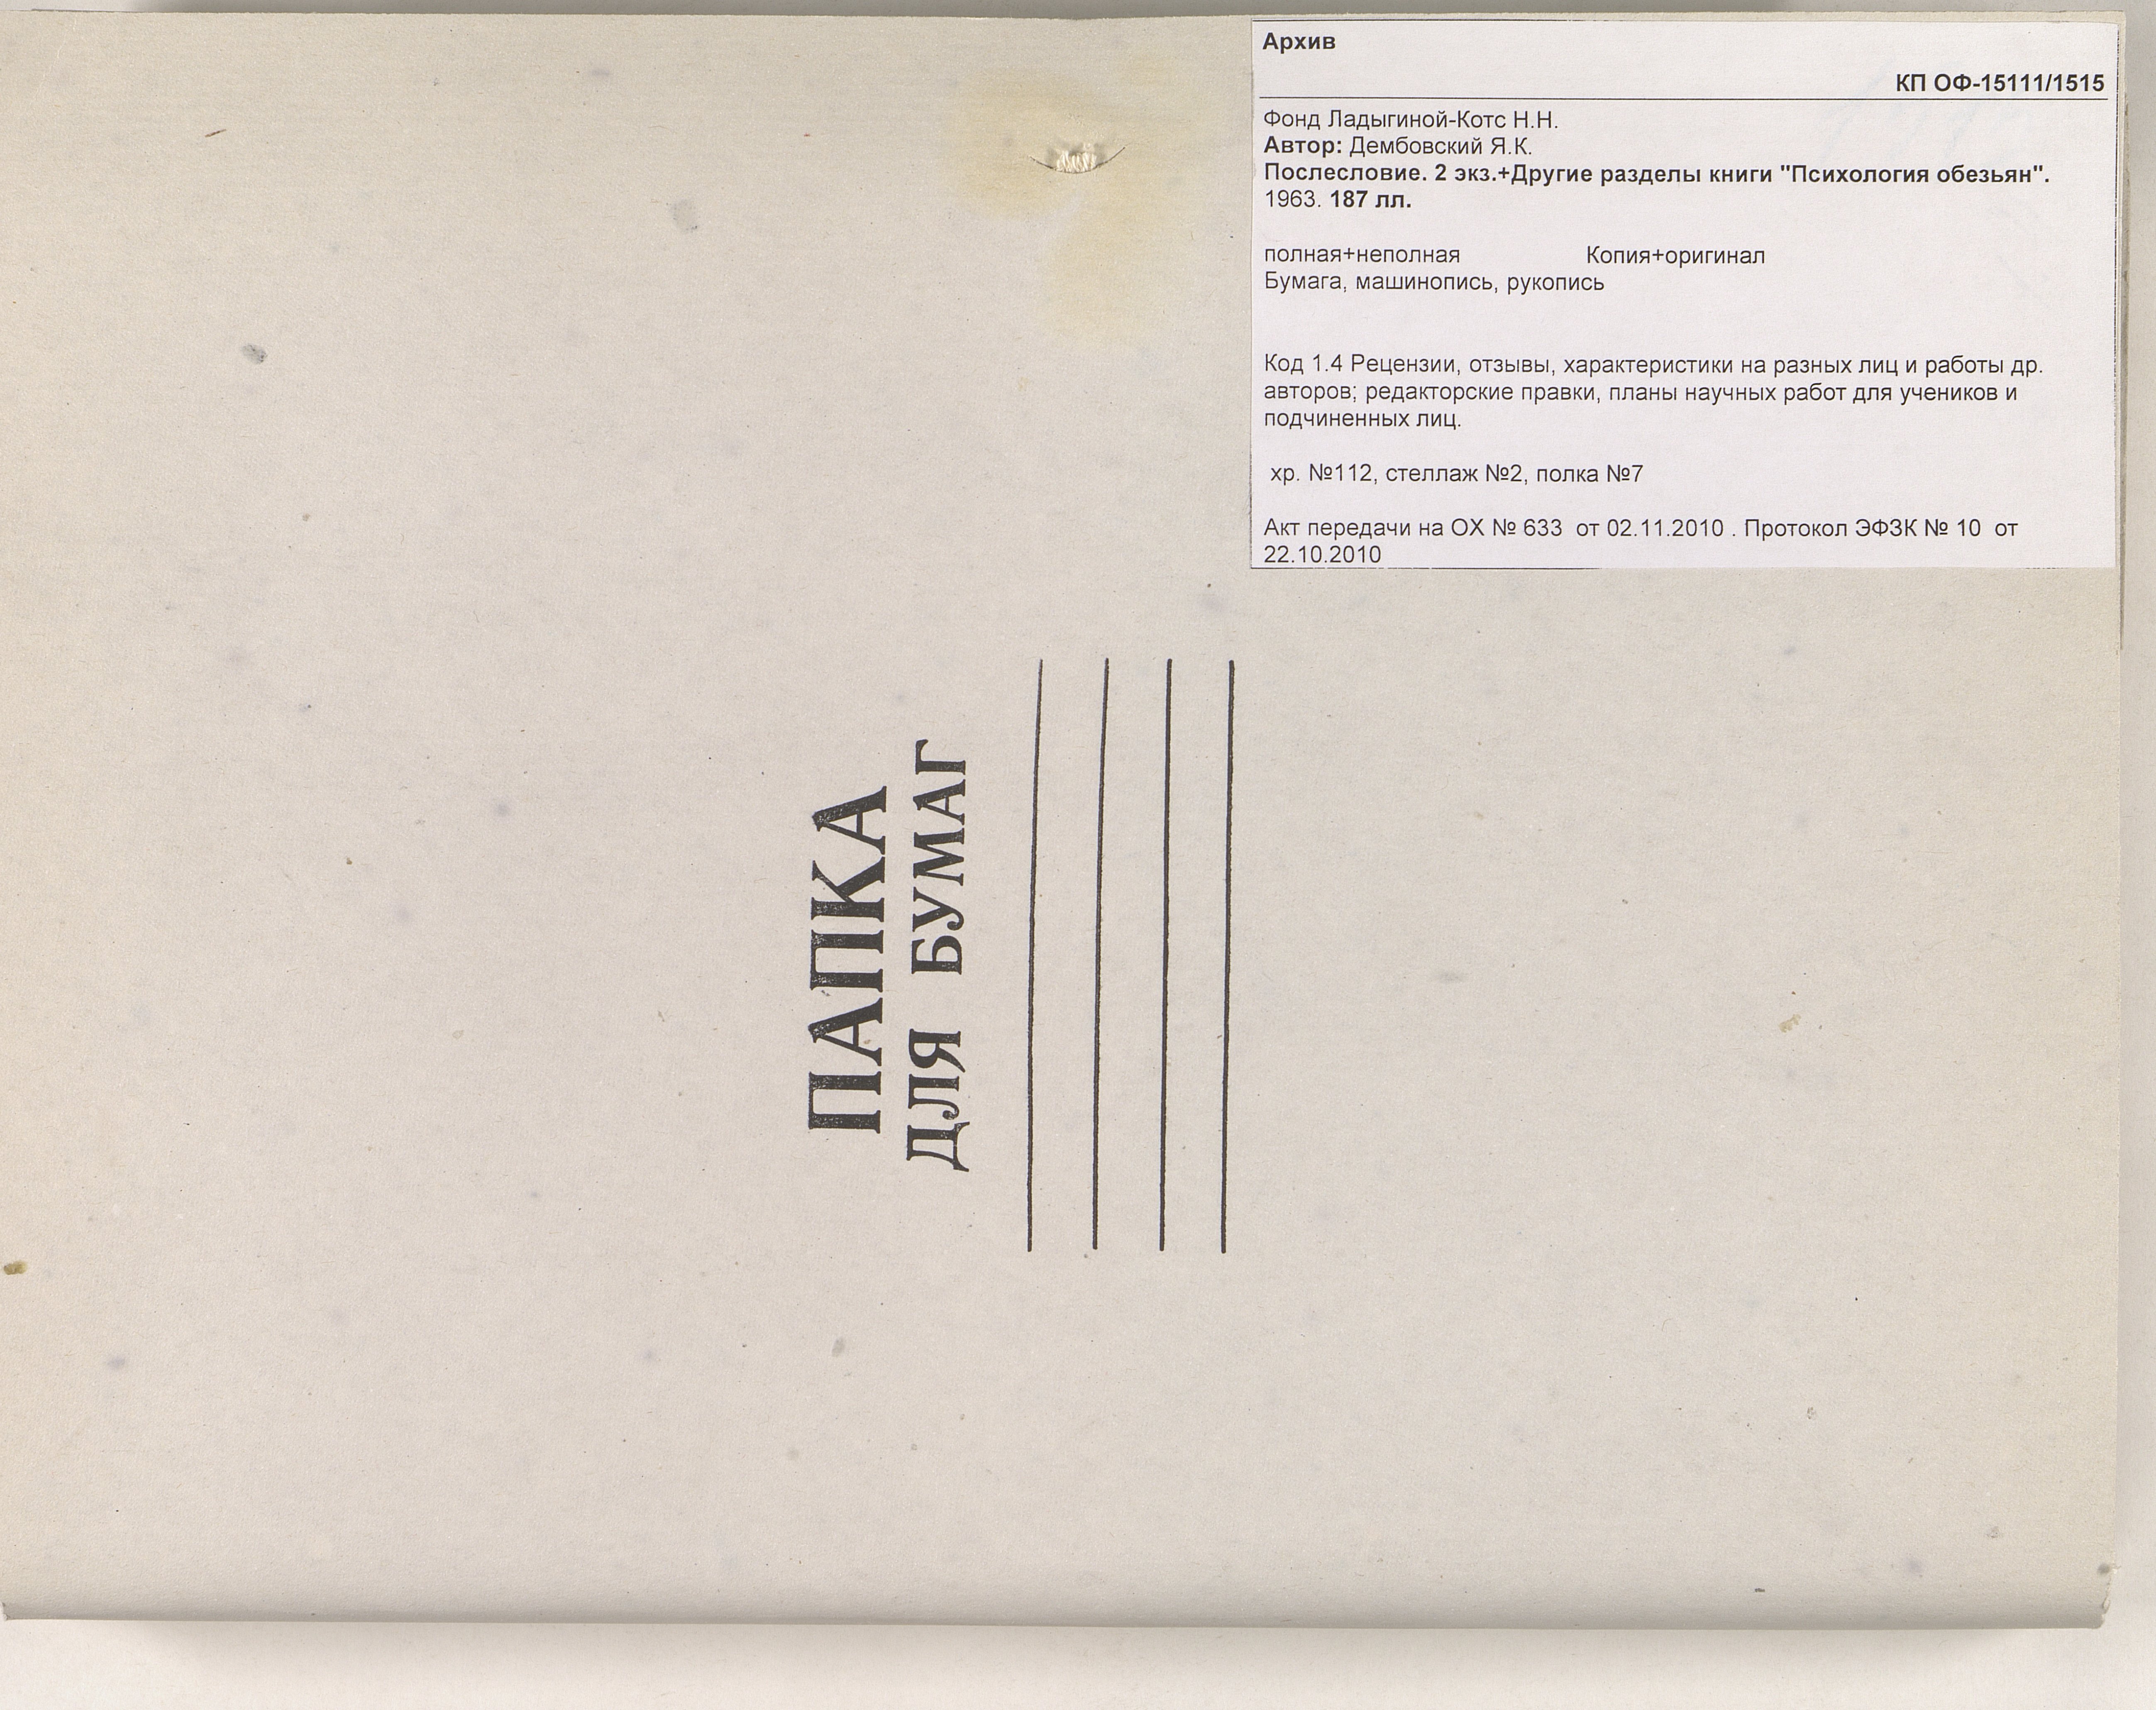 Архив
КП ОФ-15111/1515
Фонд Ладыгиной-Котс Н.Н.
Автор: Дембовский Я.К.
Послесловие. 2 экз.+Другие разделы книги "Психология обезьян".
1963. 187 лл.
полная+неполная Копия+оригинал
Бумага, машинопись, рукопись
Код 1.4 Рецензии, отзывы, характеристики на разных лиц и работы др.
авторов; редакторские правки, планы научных работ для учеников и
подчиненных лиц.
хр. №112, стеллаж №2, полка №7
Акт передачи на ОХ № 633 от 02.11.2010 . Протокол ЭФЗК № 10 от
22.10.2010
ПАПКА
ДЛЯ БУМАГ